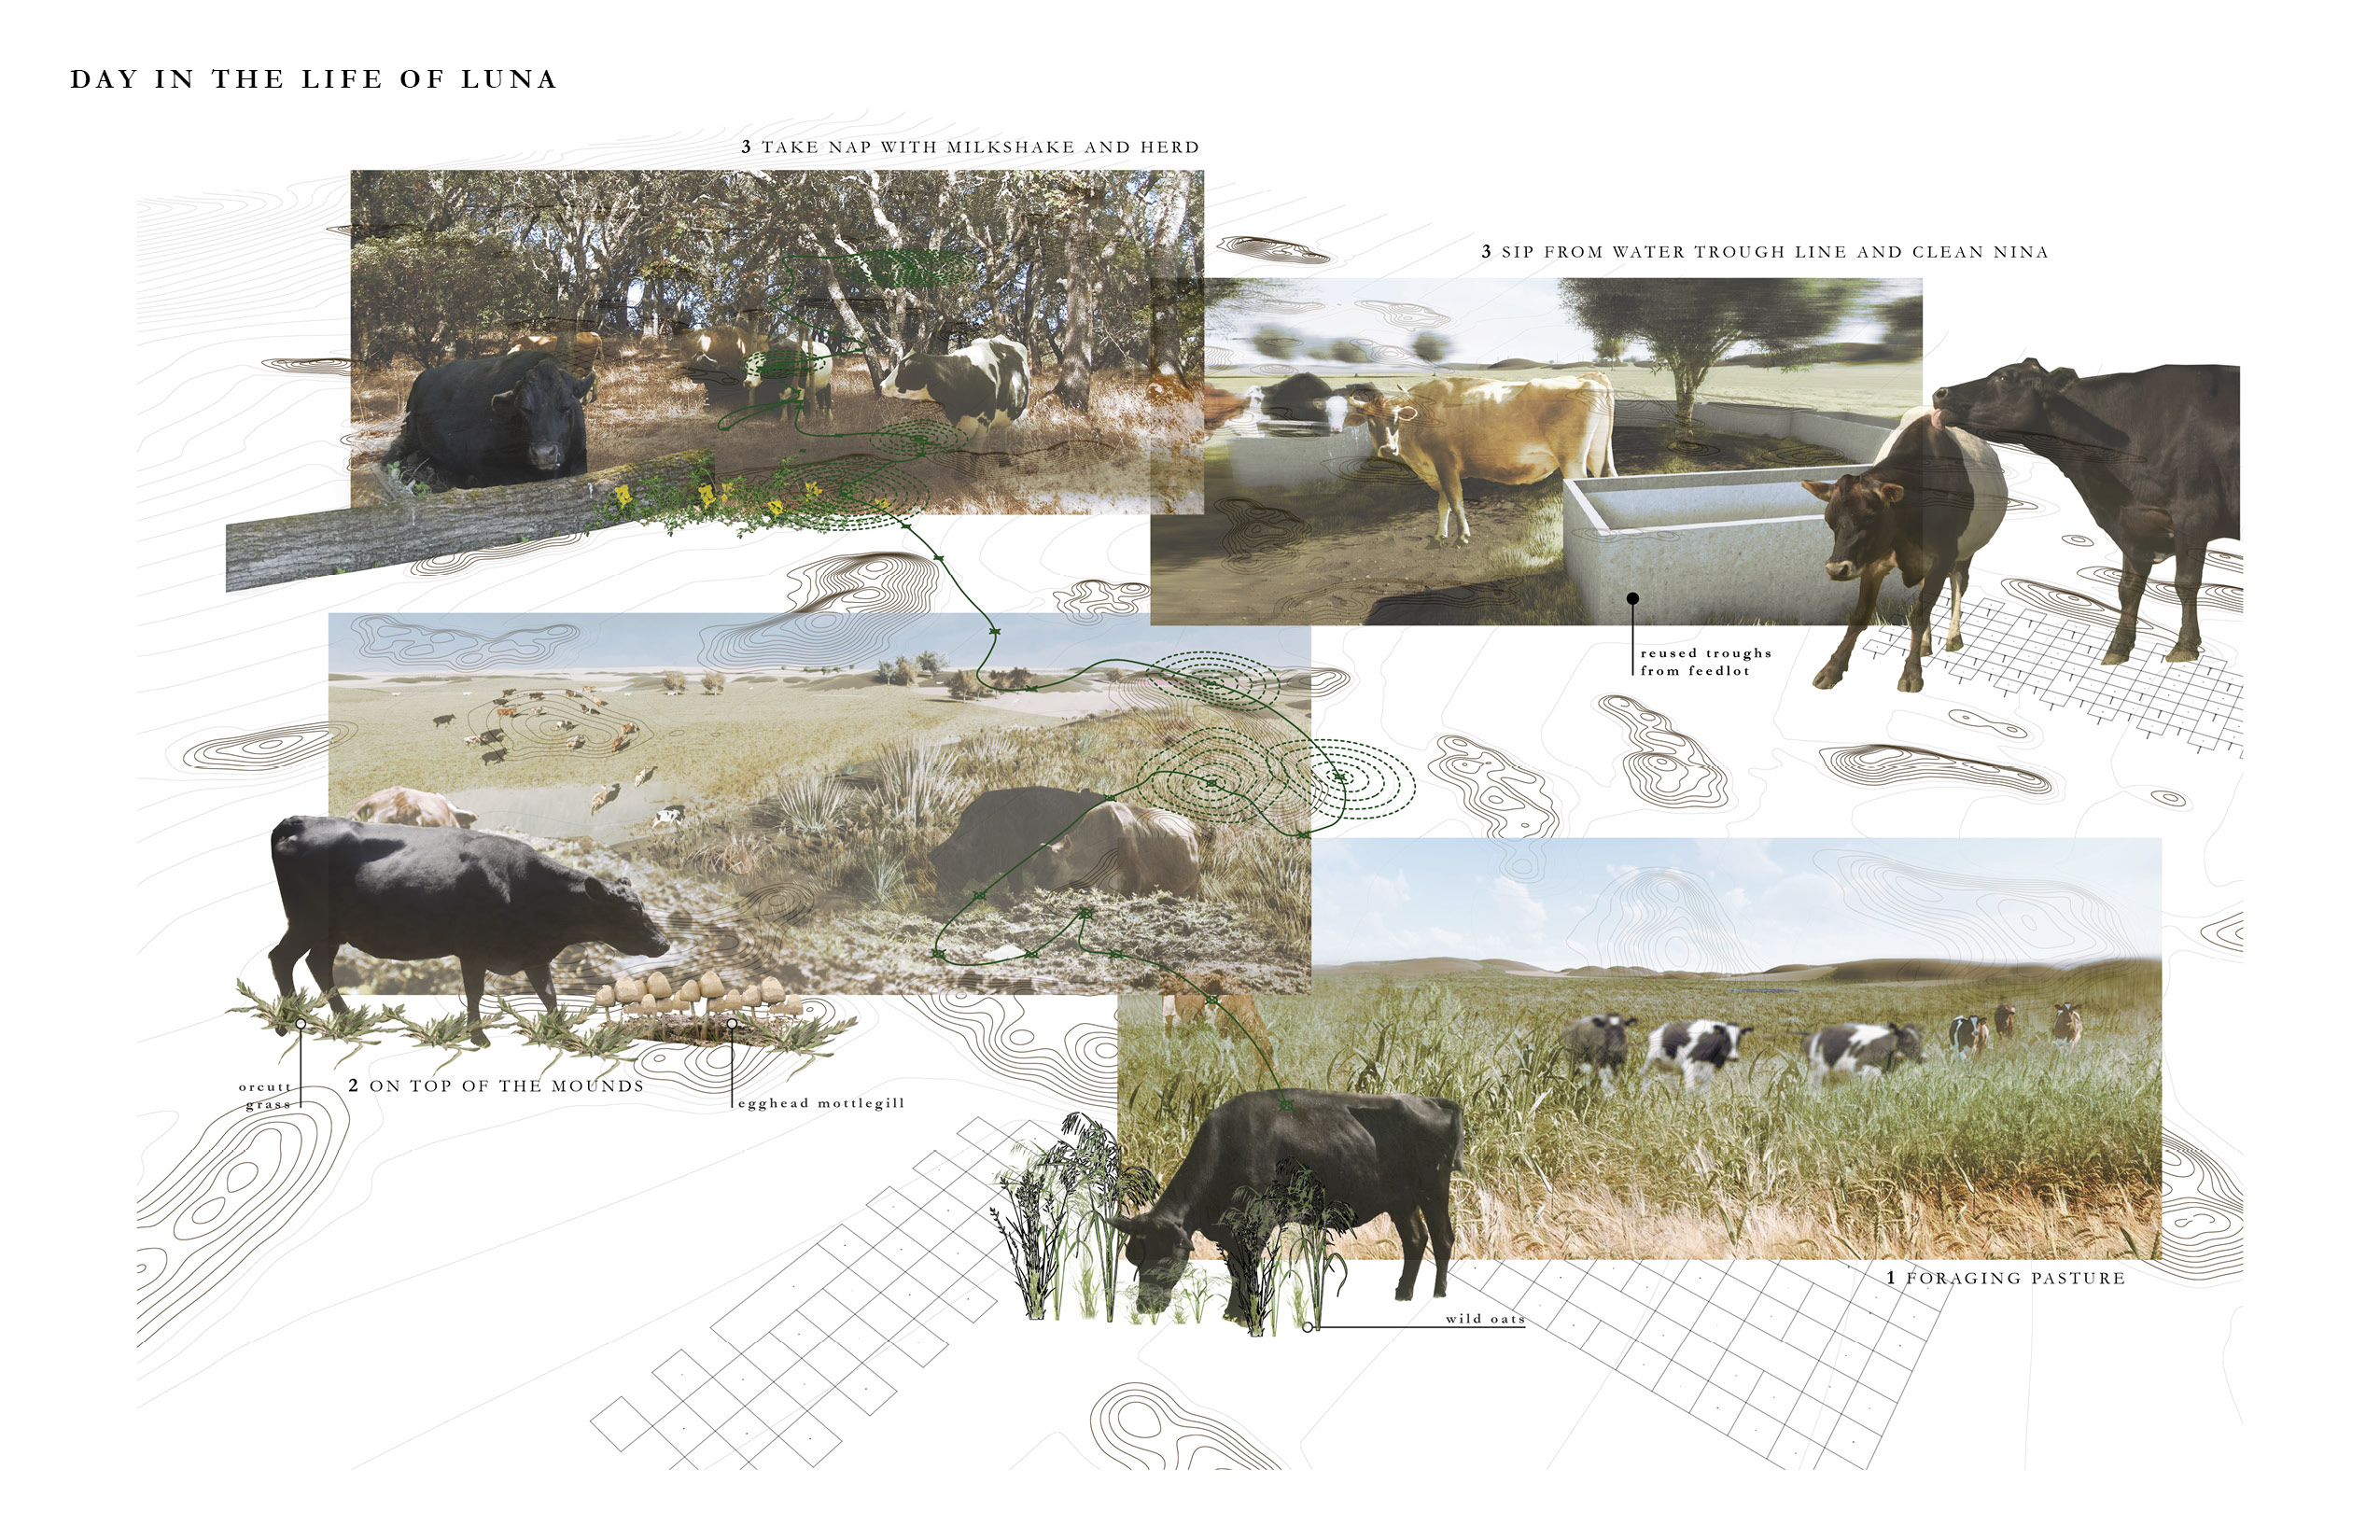 DAY IN THE LIFE OF LUNA
3 TAKE NAP WITH MILKSHAKE AND HERD
3 SIP FROM WATER TROUGH LINE AND CLEAN NINA
reused troughs
from feedlot
orcutt
grass
2 ON TOP OF THE MOUNDS
egghead mottlegill
1 FORAGING PASTURE
wild oats